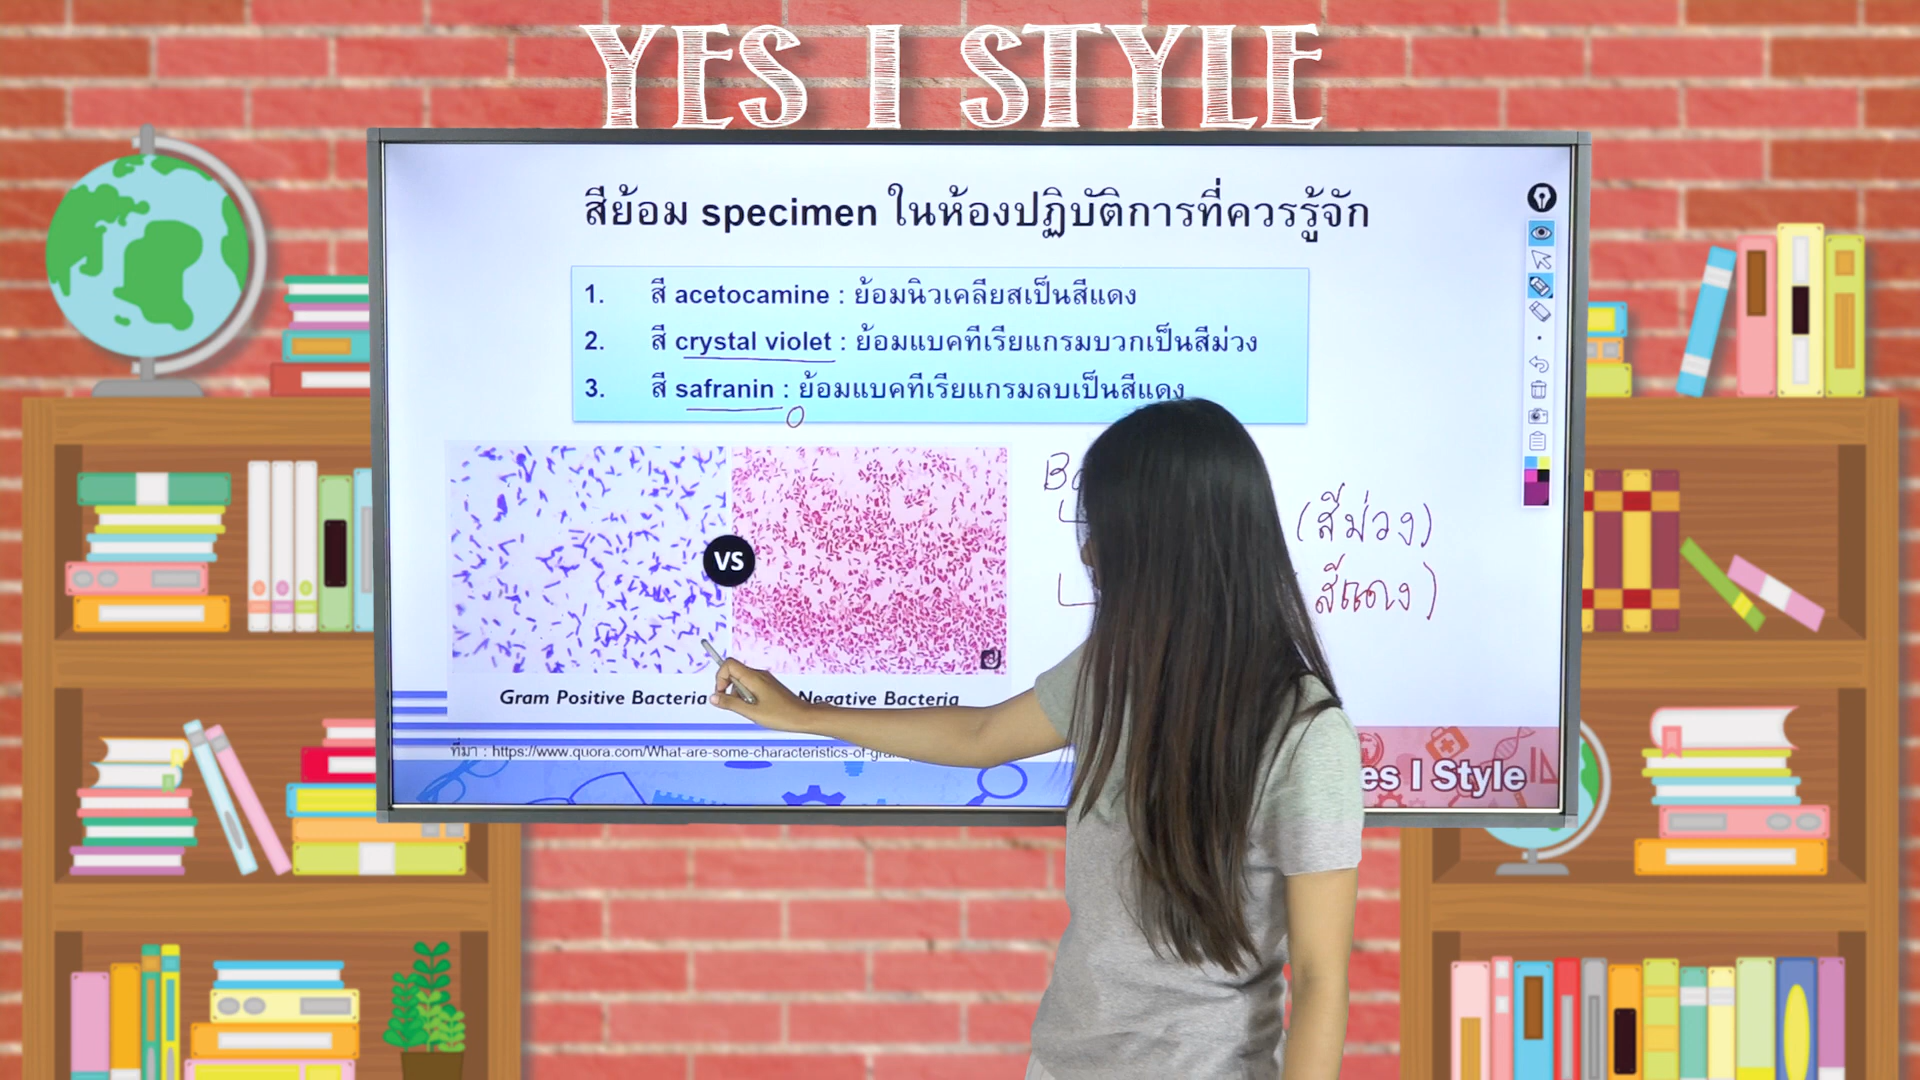 YES I STYLE
สีย้อม specimen ในห้องปฏิบัติการที่ควรรู้จัก
1. สี acetocamine : ย้อมนิวเคลียสเป็นสีแดง
2. สี crystal violet : ย้อมแบคทีเรียแกรมบวกเป็นสีม่วง
3. สี safranin : ย้อมแบคทีเรียแกรมลบเป็นสีแดง
(สีม่วง)
สีแดง)
VS
Gram Positive Bacteria
Negative Bacteria
ที่มา : https://www.quora.com/What-are-some-characteristics-of-gra
es I Style